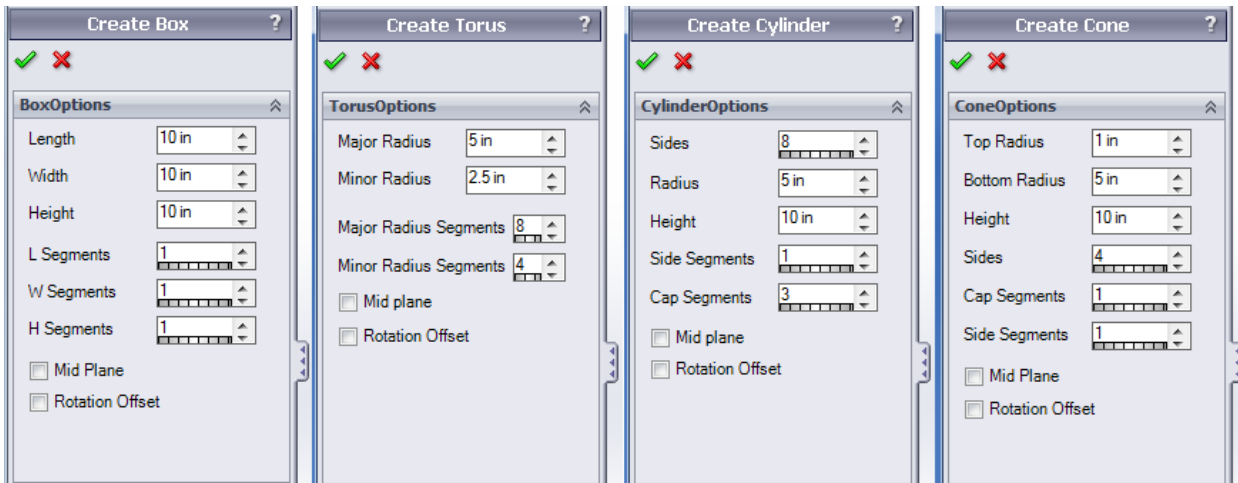 Create Box ?
BoxOptions
Length 10 in
Width 10 in
Height 10 in
L Segments 1
W Segments 1
H Segments 1
Mid Plane
Rotation Offset
Create Torus ?
TorusOptions
Major Radius 5 in
Minor Radius 2.5 in
Major Radius Segments 8
Minor Radius Segments 4
Mid plane
Rotation Offset
Create Cylinder ?
CylinderOptions
Sides 8
Radius 5 in
Height 10 in
Side Segments 1
Cap Segments 3
Mid plane
Rotation Offset
Create Cone ?
ConeOptions
Top Radius 1 in
Bottom Radius 5 in
Height 10 in
Sides 4
Cap Segments 1
Side Segments 1
Mid Plane
Rotation Offset